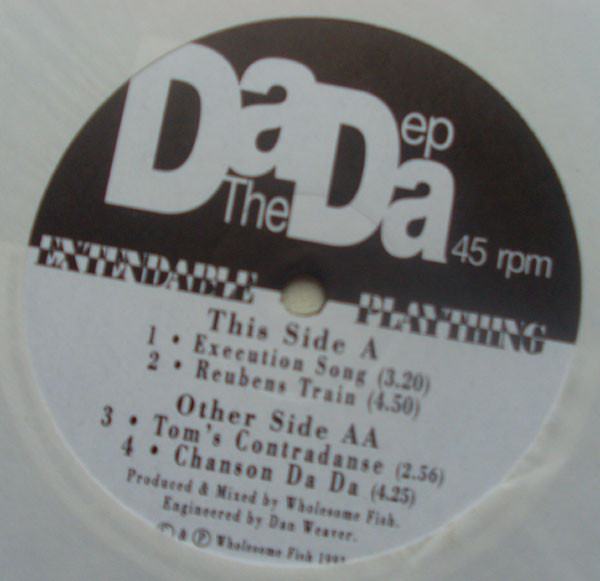 The DaDa ep
45 rpm
EXTENDABLE PLAYTHING
This Side A
1 • Execution Song (3.20)
2 • Reubens Train (4.50)
Other Side AA
3 • Tom's Contradanse (2.56)
4 • Chanson Da Da (4.25)
Produced & Mixed by Wholesome Fish.
Engineered by Dan Weaver.
© & ℗ Wholesome Fish